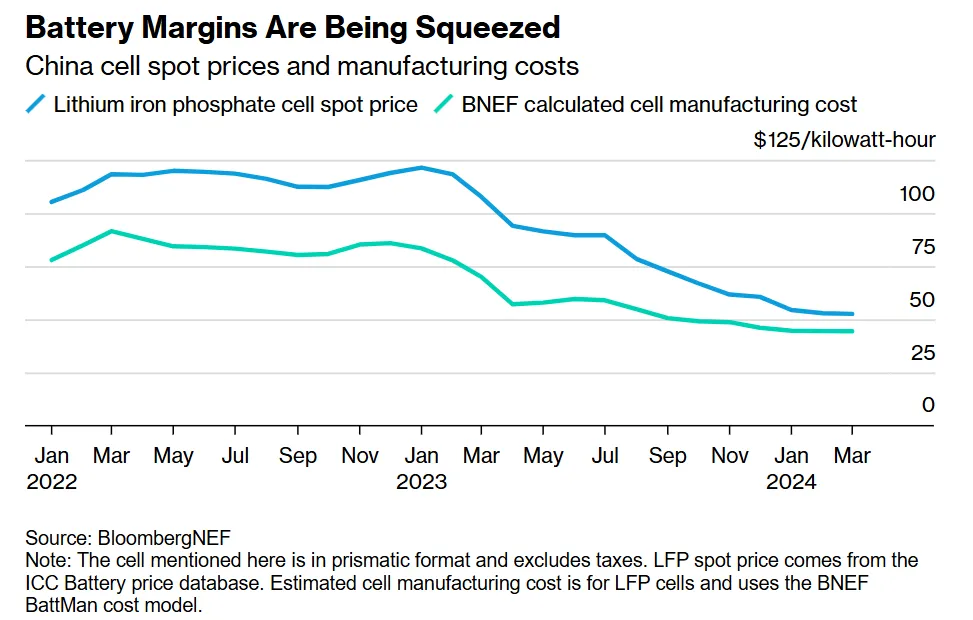 Battery Margins Are Being Squeezed
China cell spot prices and manufacturing costs
Lithium iron phosphate cell spot price BNEF calculated cell manufacturing cost
$125/kilowatt-hour
100
75
50
25
0
Jan Mar May Jul Sep Nov Jan Mar May Jul Sep Nov Jan Mar
2022 2023 2024
Source: BloombergNEF
Note: The cell mentioned here is in prismatic format and excludes taxes. LFP spot price comes from the
ICC Battery price database. Estimated cell manufacturing cost is for LFP cells and uses the BNEF
BattMan cost model.